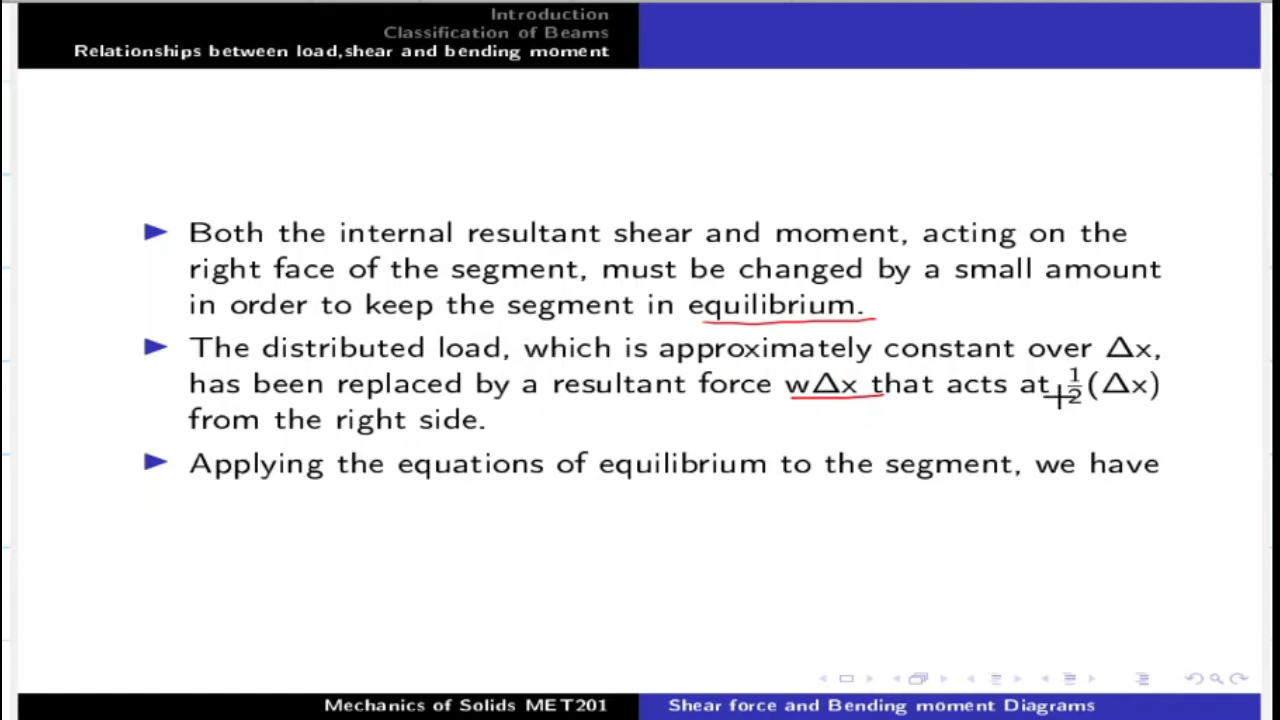 Introduction
Classification of Beams
Relationships between load,shear and bending moment
Both the internal resultant shear and moment, acting on the
right face of the segment, must be changed by a small amount
in order to keep the segment in equilibrium.
The distributed load, which is approximately constant over Δx,
has been replaced by a resultant force wΔx that acts at ½(Δx)
from the right side.
Applying the equations of equilibrium to the segment, we have
Mechanics of Solids MET201
Shear force and Bending moment Diagrams